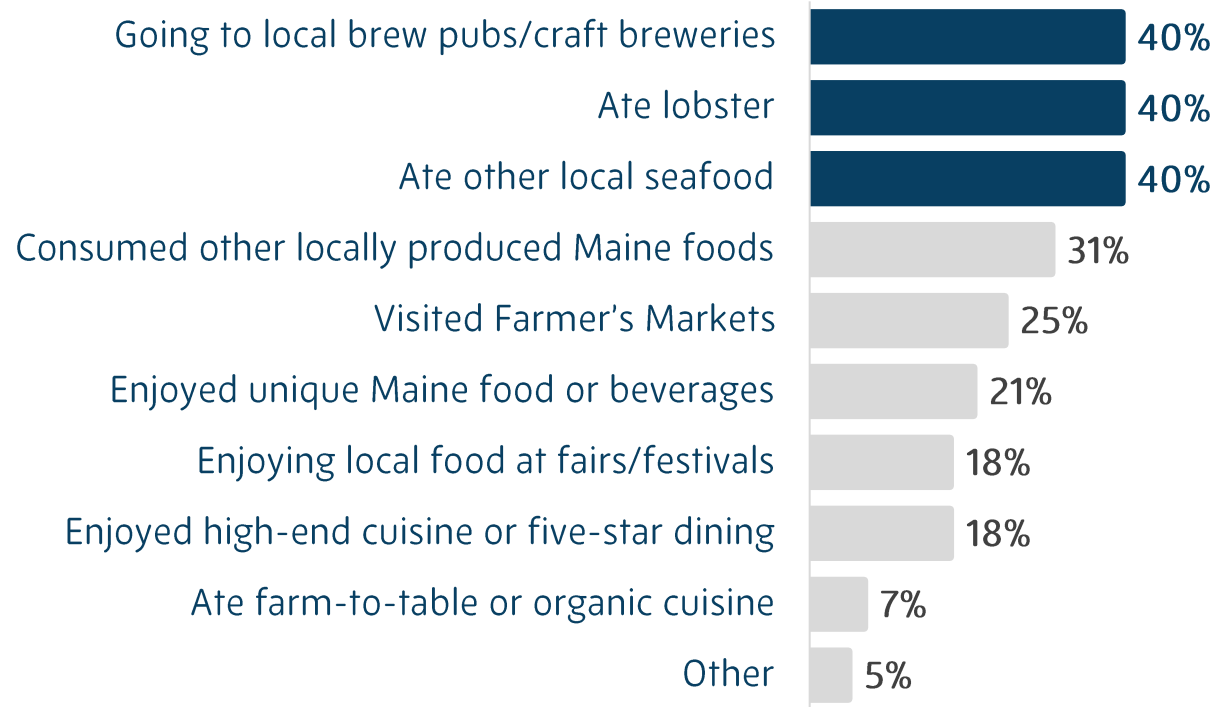 Going to local brew pubs/craft breweries 40%
Ate lobster 40%
Ate other local seafood 40%
Consumed other locally produced Maine foods 31%
Visited Farmer’s Markets 25%
Enjoyed unique Maine food or beverages 21%
Enjoying local food at fairs/festivals 18%
Enjoyed high-end cuisine or five-star dining 18%
Ate farm-to-table or organic cuisine 7%
Other 5%